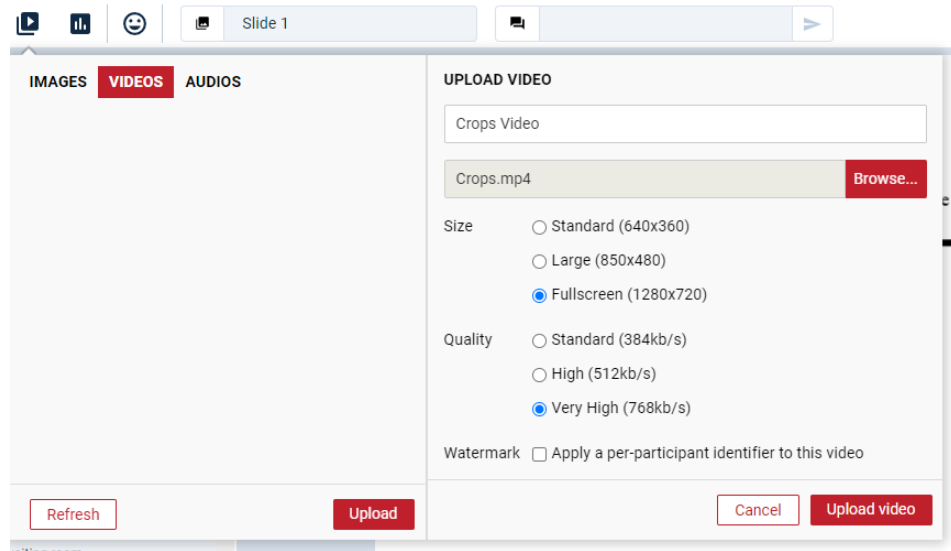 Slide 1
IMAGES VIDEOS AUDIOS
UPLOAD VIDEO
Crops Video
Crops.mp4 Browse...
Size Standard (640x360)
Large (850x480)
Fullscreen (1280x720)
Quality Standard (384kb/s)
High (512kb/s)
Very High (768kb/s)
Watermark Apply a per-participant identifier to this video
Refresh Upload
Cancel Upload video